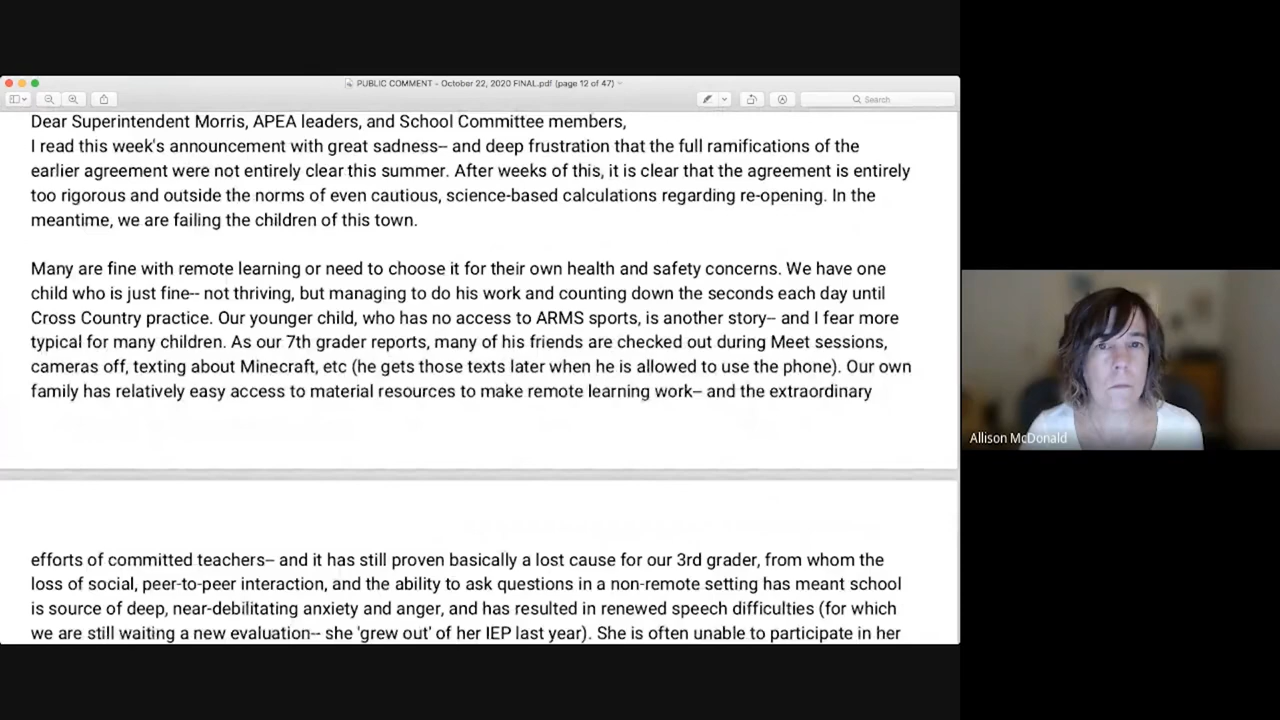 PUBLIC COMMENT - October 22, 2020 FINAL.pdf (page 12 of 47)
Search
Dear Superintendent Morris, APEA leaders, and School Committee members,
I read this week's announcement with great sadness-- and deep frustration that the full ramifications of the
earlier agreement were not entirely clear this summer. After weeks of this, it is clear that the agreement is entirely
too rigorous and outside the norms of even cautious, science-based calculations regarding re-opening. In the
meantime, we are failing the children of this town.
Many are fine with remote learning or need to choose it for their own health and safety concerns. We have one
child who is just fine-- not thriving, but managing to do his work and counting down the seconds each day until
Cross Country practice. Our younger child, who has no access to ARMS sports, is another story-- and I fear more
typical for many children. As our 7th grader reports, many of his friends are checked out during Meet sessions,
cameras off, texting about Minecraft, etc (he gets those texts later when he is allowed to use the phone). Our own
family has relatively easy access to material resources to make remote learning work-- and the extraordinary
efforts of committed teachers-- and it has still proven basically a lost cause for our 3rd grader, from whom the
loss of social, peer-to-peer interaction, and the ability to ask questions in a non-remote setting has meant school
is source of deep, near-debilitating anxiety and anger, and has resulted in renewed speech difficulties (for which
we are still waiting a new evaluation-- she 'grew out' of her IEP last year). She is often unable to participate in her
Allison McDonald